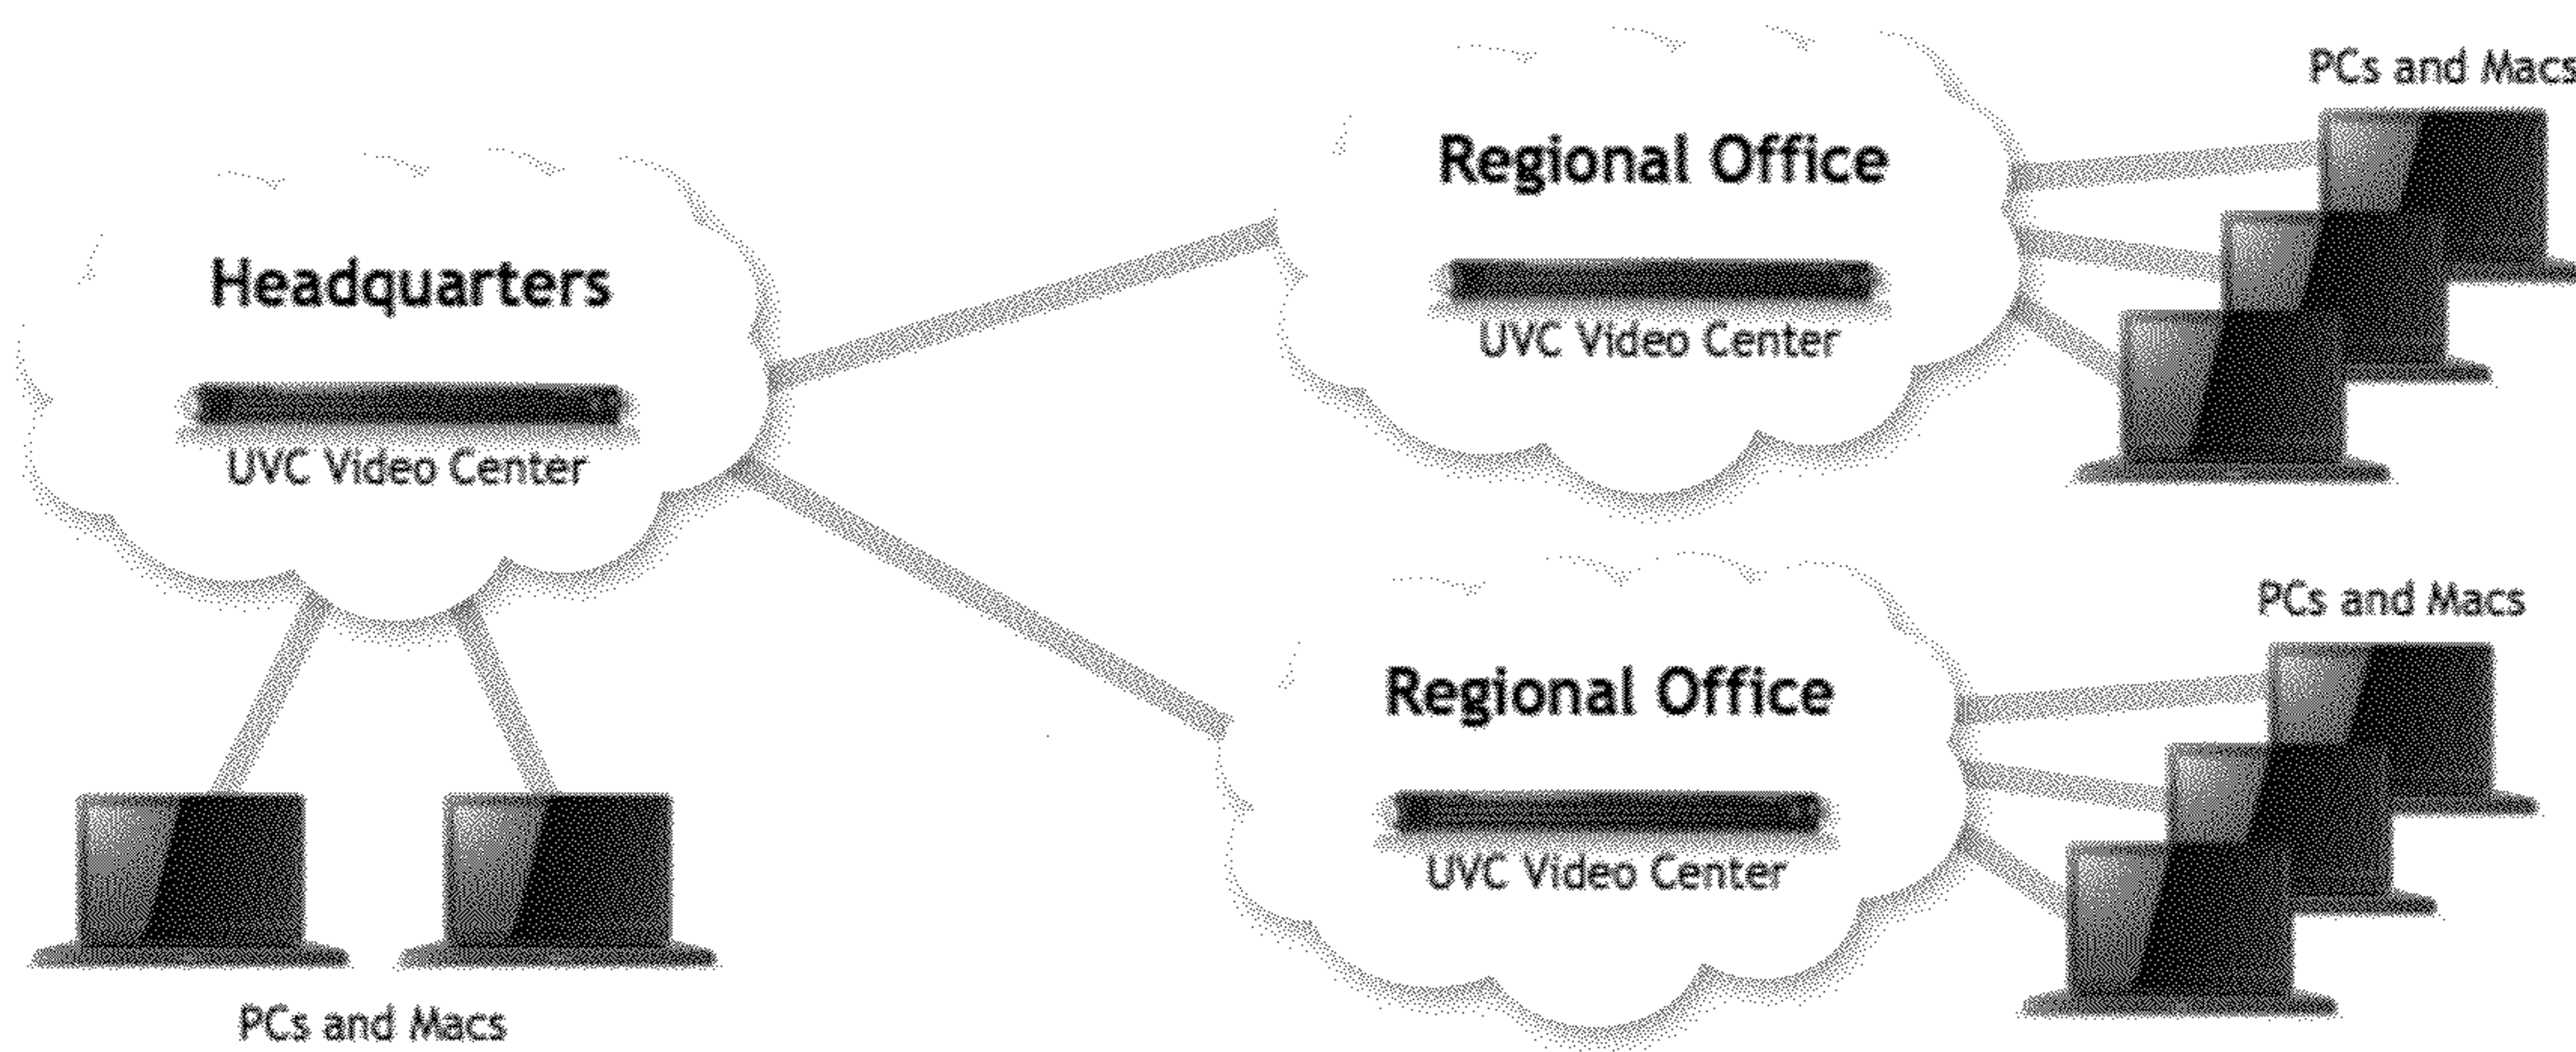 Headquarters
UVC Video Center
PCs and Macs
Regional Office
UVC Video Center
PCs and Macs
Regional Office
UVC Video Center
PCs and Macs